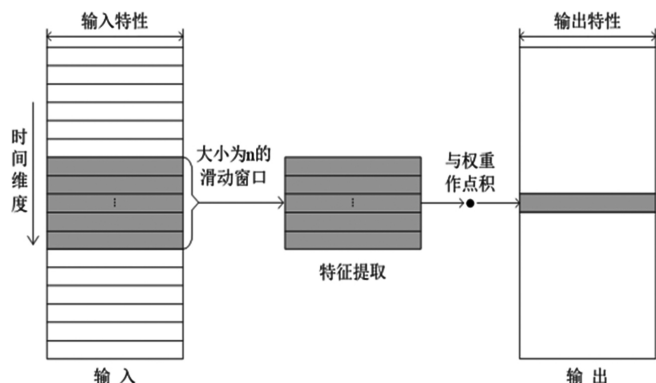 输入特性
输出特性
时间维度
大小为n的
滑动窗口
与权重
作点积
特征提取
输 入
输 出